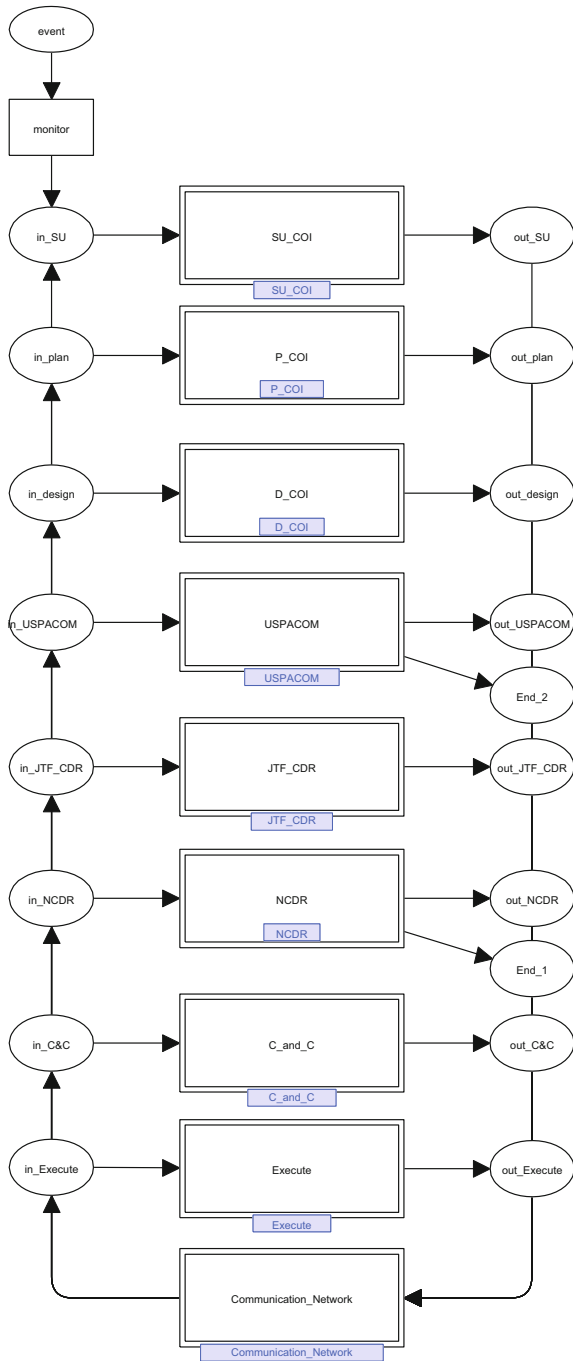 event
monitor
in_SU
SU_COI
out_SU
SU_COI
in_plan
P_COI
out_plan
P_COI
in_design
D_COI
out_design
D_COI
in_USPACOM
USPACOM
out_USPACOM
USPACOM
End_2
in_JTF_CDR
JTF_CDR
out_JTF_CDR
JTF_CDR
in_NCDR
NCDR
out_NCDR
NCDR
End_1
in_C&C
C_and_C
out_C&C
C_and_C
in_Execute
Execute
out_Execute
Execute
Communication_Network
Communication_Network